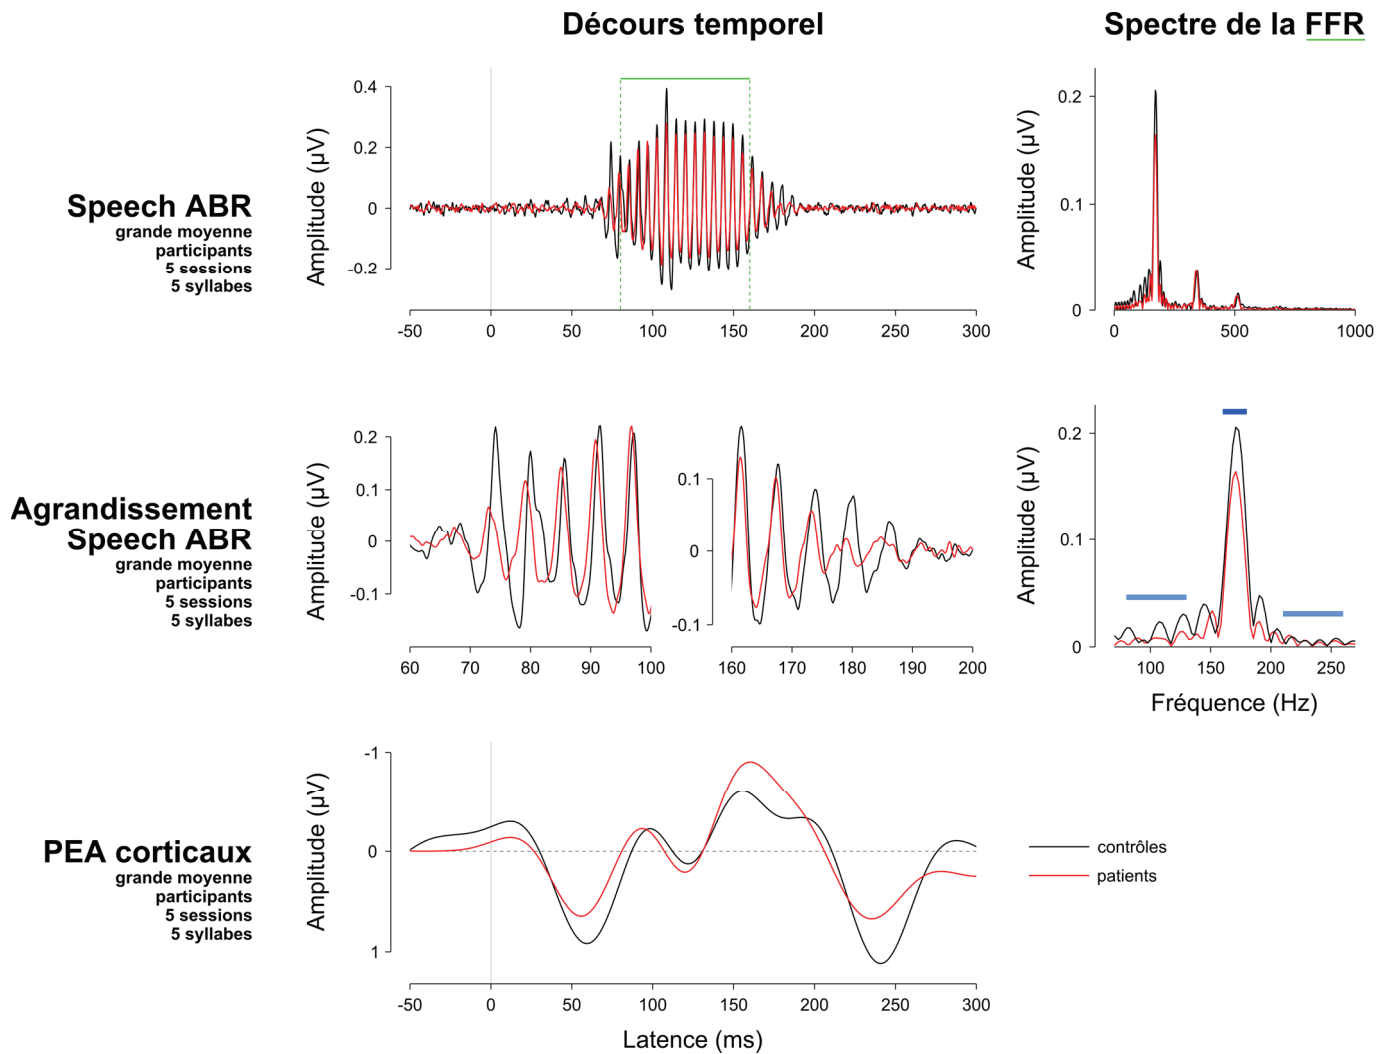 Décours temporel
Spectre de la FFR
Speech ABR
grande moyenne
participants
5 sessions
5 syllabes
Amplitude (µV)
0.4
0.2
0
-0.2
-50
0
50
100
150
200
250
300
Amplitude (µV)
0.2
0.1
0
0
500
1000
Agrandissement
Speech ABR
grande moyenne
participants
5 sessions
5 syllabes
Amplitude (µV)
0.2
0.1
0
-0.1
60
70
80
90
100
0.1
0
-0.1
160
170
180
190
200
Amplitude (µV)
0.2
0.1
0
100
150
200
250
Fréquence (Hz)
PEA corticaux
grande moyenne
participants
5 sessions
5 syllabes
Amplitude (µV)
-1
0
1
-50
0
50
100
150
200
250
300
Latence (ms)
contrôles
patients